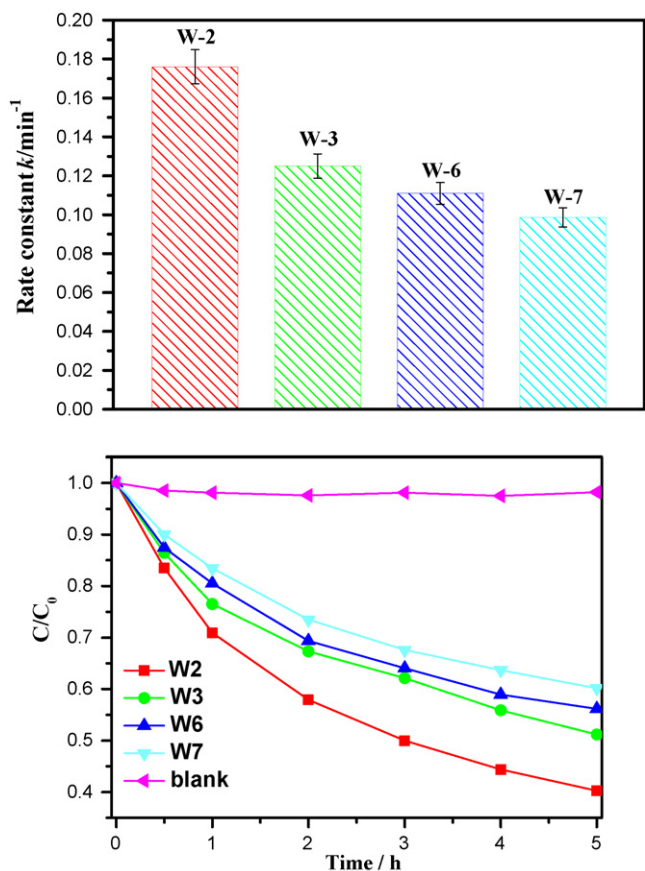 0.20
0.18
0.16
0.14
0.12
0.10
0.08
0.06
0.04
0.02
0.00
Rate constant k/min⁻¹
W-2
W-3
W-6
W-7
1.0
0.9
0.8
0.7
0.6
0.5
0.4
C/C₀
W2
W3
W6
W7
blank
0 1 2 3 4 5
Time / h